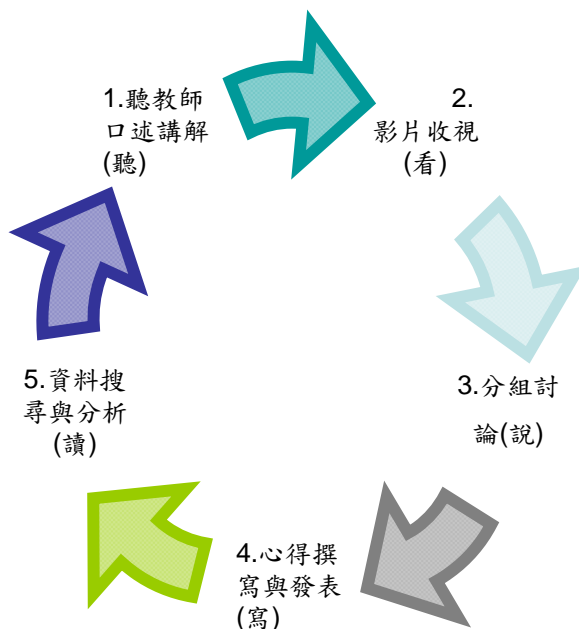 1.聽教師
口述講解
(聽)
2.
影片收視
(看)
3.分組討
論(說)
4.心得撰
寫與發表
(寫)
5.資料搜
尋與分析
(讀)